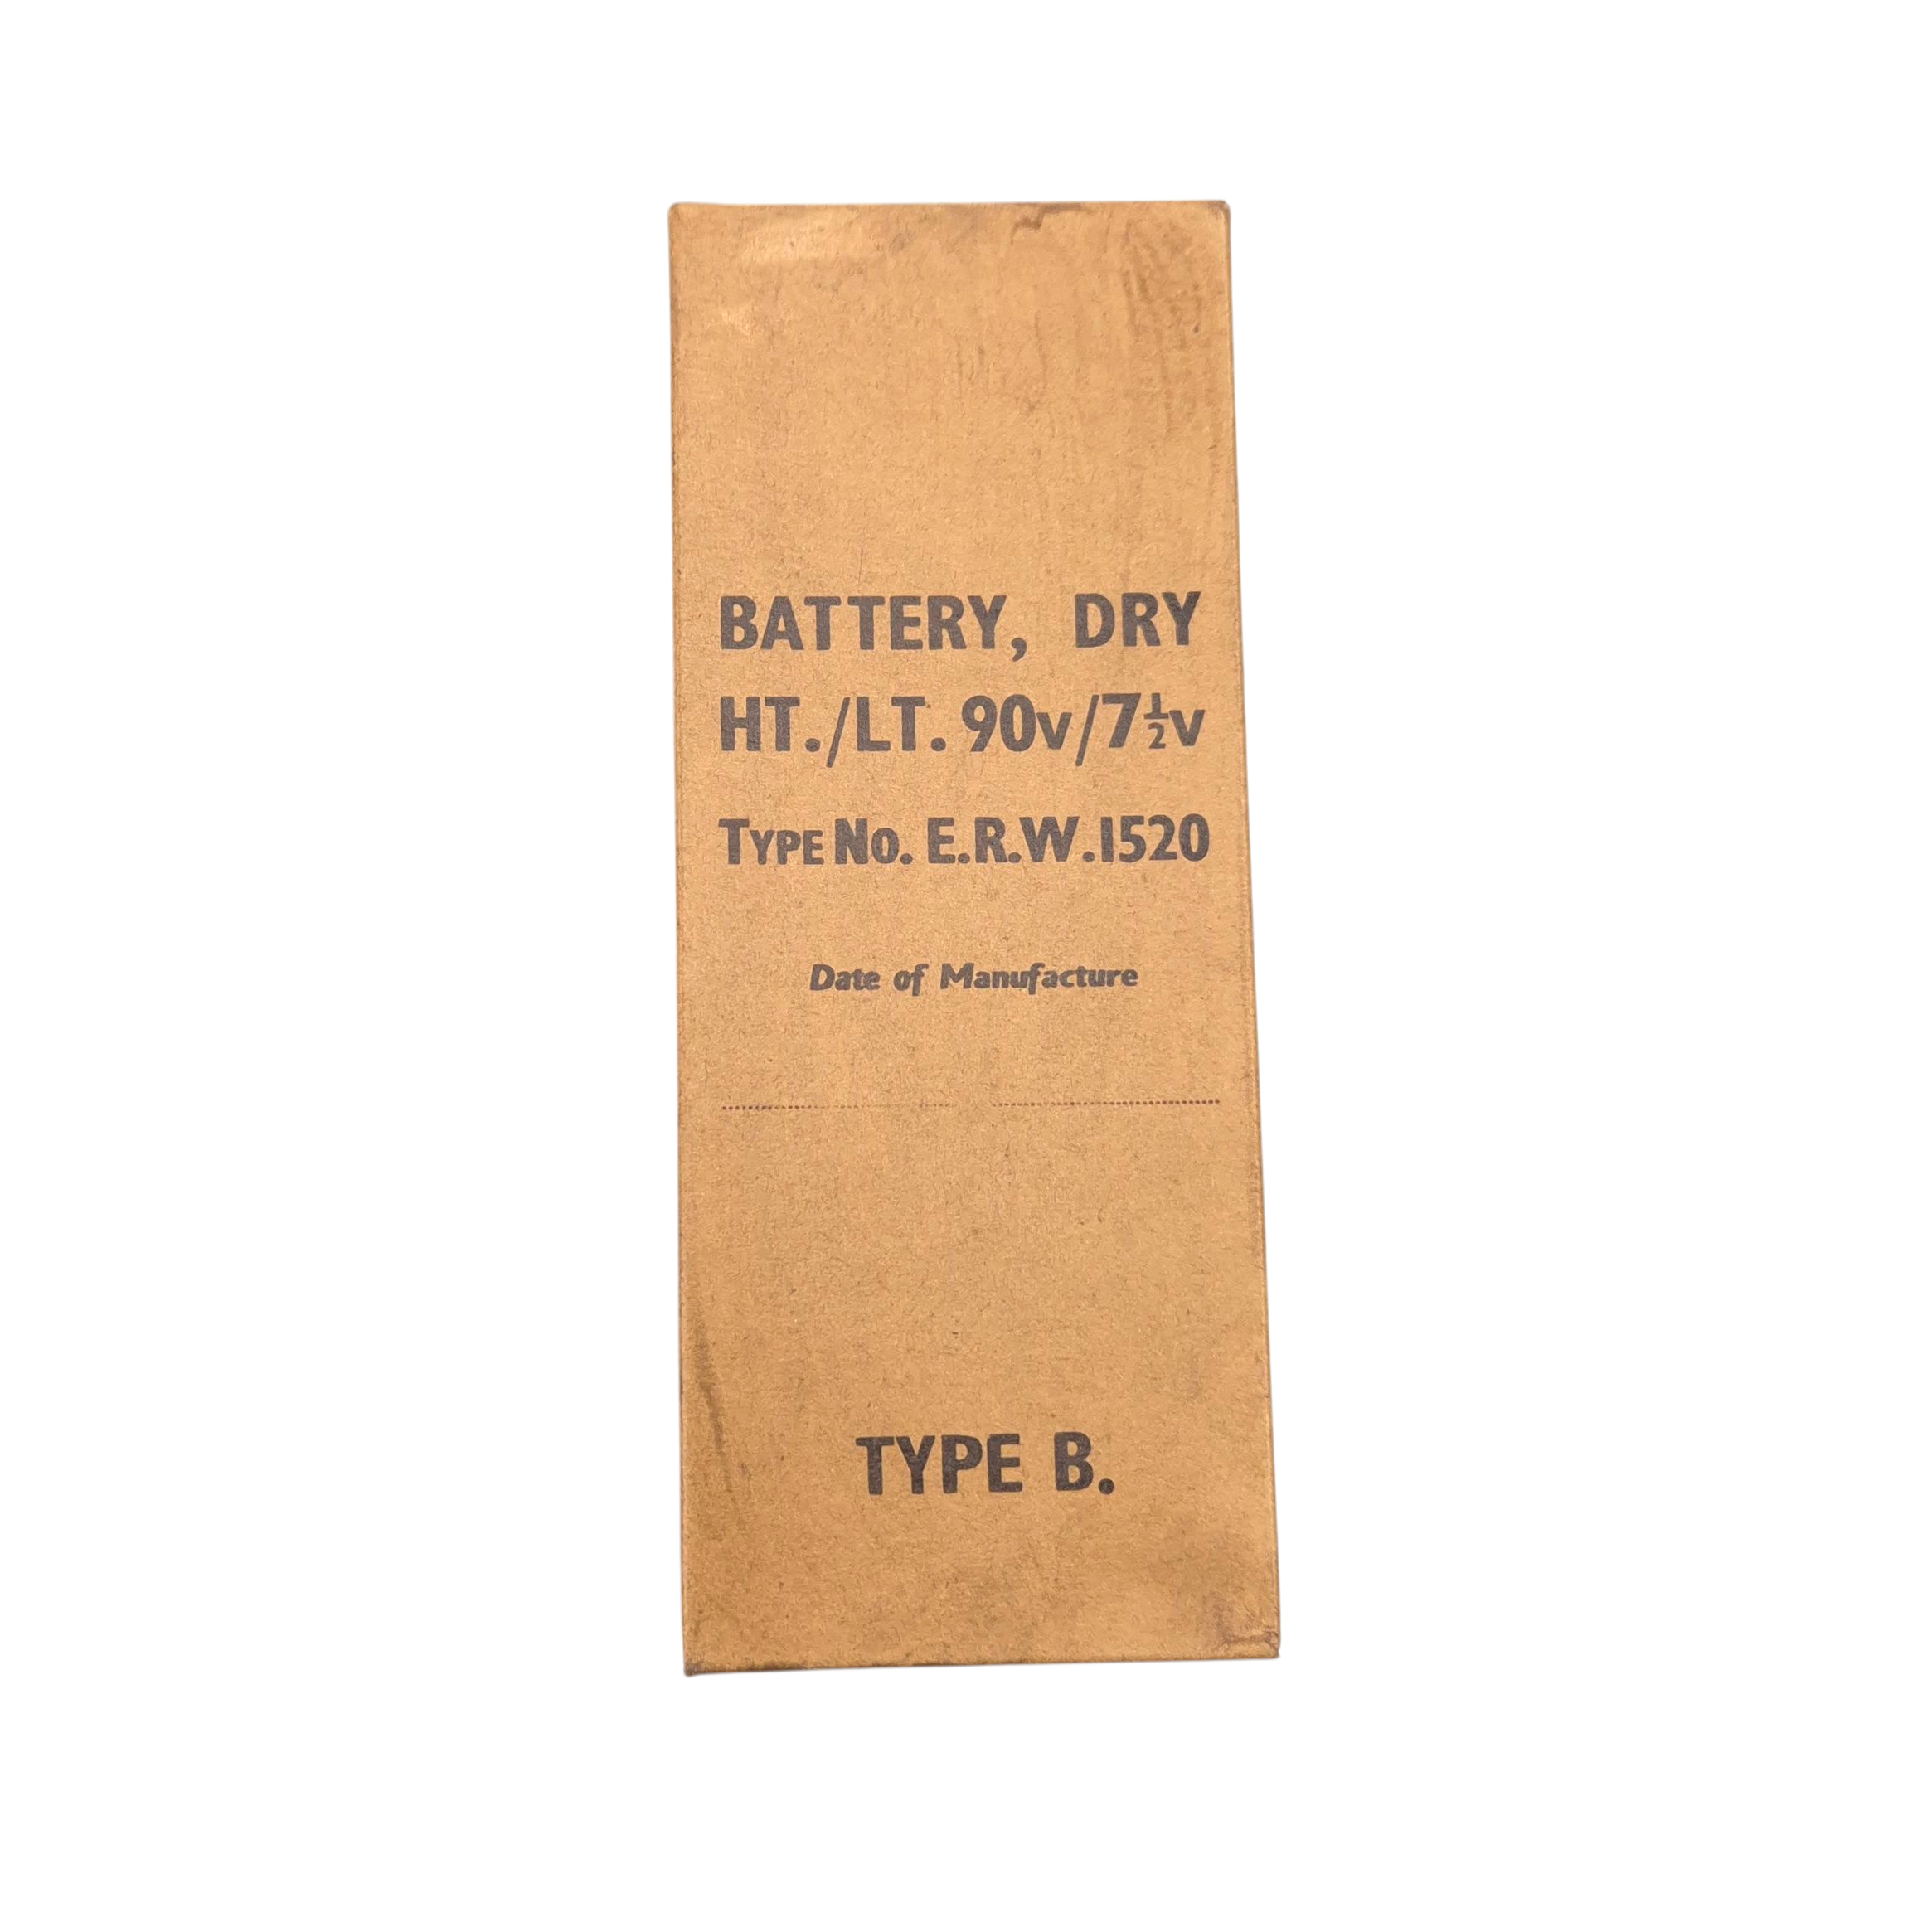 BATTERY, DRY
HT./LT. 90v/7½v
TYPE NO. E.R.W.1520
Date of Manufacture
TYPE B.